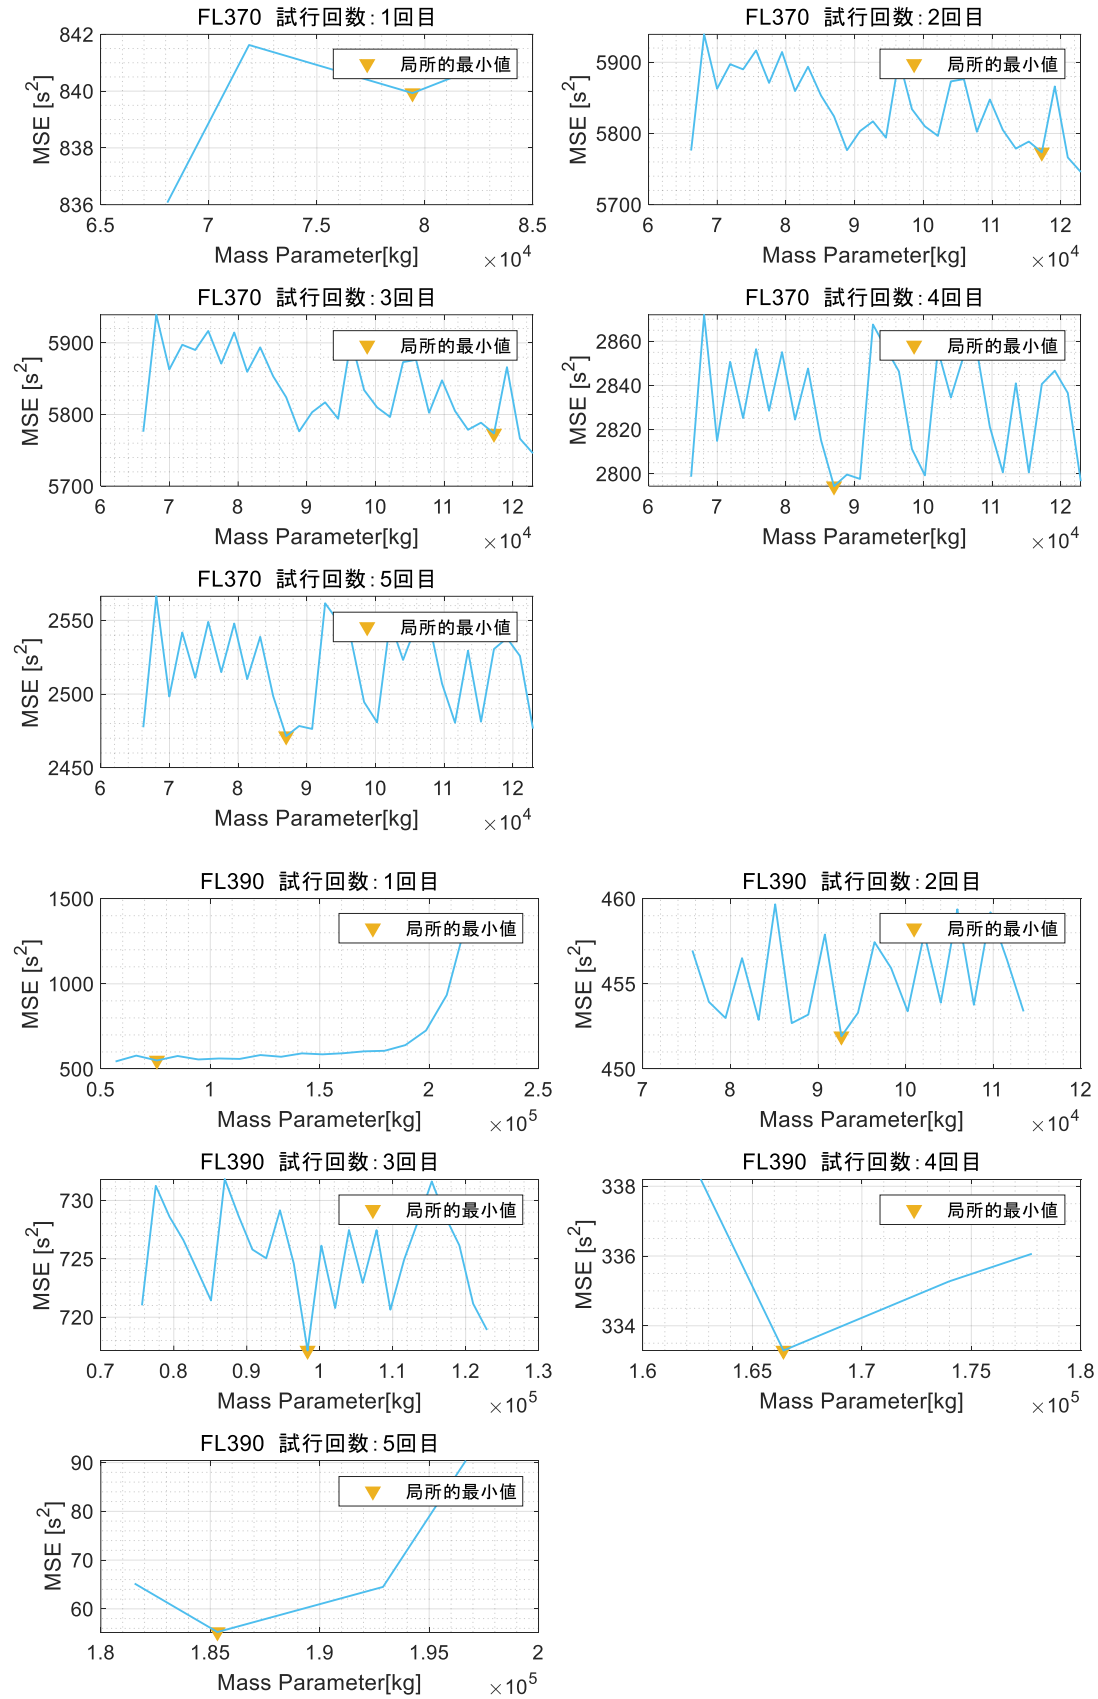 FL370 試行回数：1回目
842
840
838
836
MSE [s²]
局所的最小値
6.5 7 7.5 8 8.5
Mass Parameter[kg]
×10⁴
FL370 試行回数：2回目
5900
5800
5700
MSE [s²]
局所的最小値
6 7 8 9 10 11 12
Mass Parameter[kg]
×10⁴
FL370 試行回数：3回目
5900
5800
5700
MSE [s²]
局所的最小値
6 7 8 9 10 11 12
Mass Parameter[kg]
×10⁴
FL370 試行回数：4回目
2860
2840
2820
2800
MSE [s²]
局所的最小値
6 7 8 9 10 11 12
Mass Parameter[kg]
×10⁴
FL370 試行回数：5回目
2550
2500
2450
MSE [s²]
局所的最小値
6 7 8 9 10 11 12
Mass Parameter[kg]
×10⁴
FL390 試行回数：1回目
1500
1000
500
MSE [s²]
局所的最小値
0.5 1 1.5 2 2.5
Mass Parameter[kg]
×10⁵
FL390 試行回数：2回目
460
455
450
MSE [s²]
局所的最小値
7 8 9 10 11 12
Mass Parameter[kg]
×10⁴
FL390 試行回数：3回目
730
725
720
MSE [s²]
局所的最小値
0.7 0.8 0.9 1 1.1 1.2 1.3
Mass Parameter[kg]
×10⁵
FL390 試行回数：4回目
338
336
334
MSE [s²]
局所的最小値
1.6 1.65 1.7 1.75 1.8
Mass Parameter[kg]
×10⁵
FL390 試行回数：5回目
90
80
70
60
MSE [s²]
局所的最小値
1.8 1.85 1.9 1.95 2
Mass Parameter[kg]
×10⁵